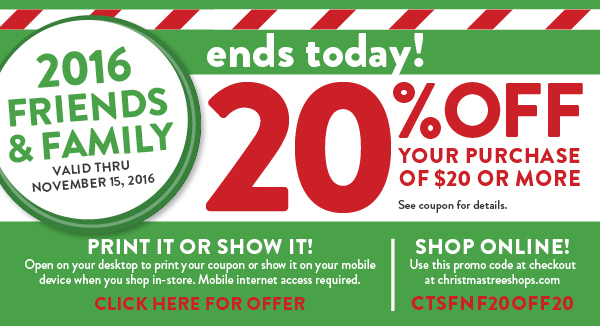 2016
FRIENDS
& FAMILY
VALID THRU
NOVEMBER 15, 2016
ends today!
20%OFF
YOUR PURCHASE
OF $20 OR MORE
See coupon for details.
PRINT IT OR SHOW IT!
Open on your desktop to print your coupon or show it on your mobile
device when you shop in-store. Mobile internet access required.
CLICK HERE FOR OFFER
SHOP ONLINE!
Use this promo code at checkout
at christmastreeshops.com
CTSFNF20OFF20